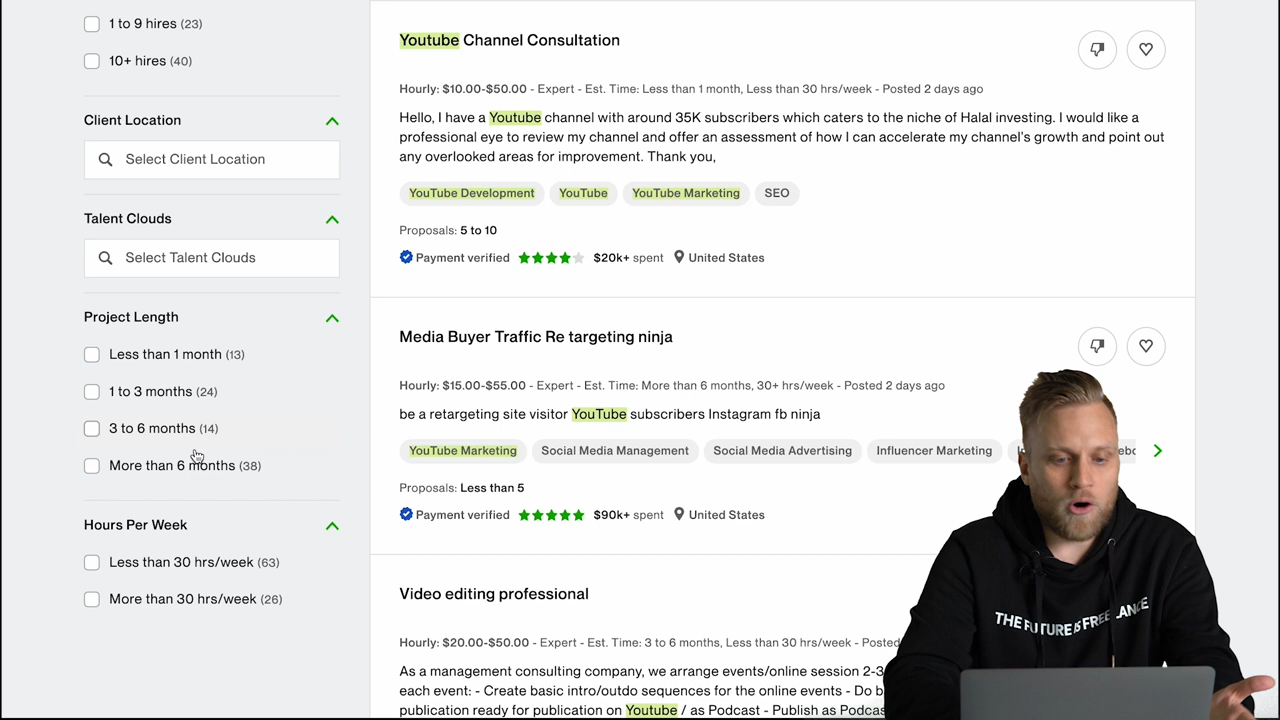 1 to 9 hires (23)
10+ hires (40)
Client Location
Select Client Location
Talent Clouds
Select Talent Clouds
Project Length
Less than 1 month (13)
1 to 3 months (24)
3 to 6 months (14)
More than 6 months (38)
Hours Per Week
Less than 30 hrs/week (63)
More than 30 hrs/week (26)
Youtube Channel Consultation
Hourly: $10.00-$50.00 - Expert - Est. Time: Less than 1 month, Less than 30 hrs/week - Posted 2 days ago
Hello, I have a Youtube channel with around 35K subscribers which caters to the niche of Halal investing. I would like a
professional eye to review my channel and offer an assessment of how I can accelerate my channel's growth and point out
any overlooked areas for improvement. Thank you,
YouTube Development YouTube YouTube Marketing SEO
Proposals: 5 to 10
Payment verified $20k+ spent United States
Media Buyer Traffic Re targeting ninja
Hourly: $15.00-$55.00 - Expert - Est. Time: More than 6 months, 30+ hrs/week - Posted 2 days ago
be a retargeting site visitor YouTube subscribers Instagram fb ninja
YouTube Marketing Social Media Management Social Media Advertising Influencer Marketing
Proposals: Less than 5
Payment verified $90k+ spent United States
Video editing professional
Hourly: $20.00-$50.00 - Expert - Est. Time: 3 to 6 months, Less than 30 hrs/week - Posted
As a management consulting company, we arrange events/online session 2-3
each event: - Create basic intro/outdo sequences for the online events - Do
publication ready for publication on Youtube / as Podcast - Publish as Podcas
THE FUTURE IS FREELANCE